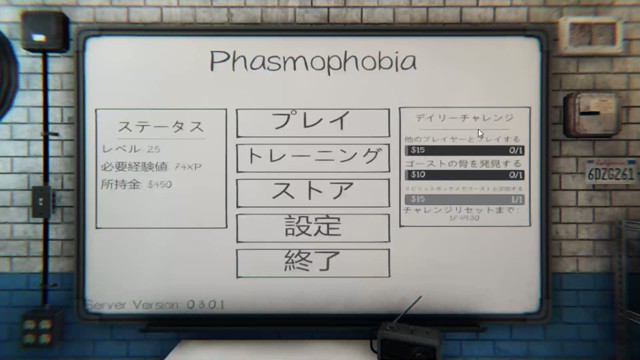 Phasmophobia
ステータス
レベル: 25
必要経験値: 74XP
所持金: $450
プレイ
トレーニング
ストア
設定
終了
デイリーチャレンジ
他のプレイヤーとプレイする
$15 0/1
ゴーストの骨を発見する
$10 0/1
$15 1/1
チャレンジリセットまで:
Server Version: 0.3.0.1
CALIFORNIA
6DZG261